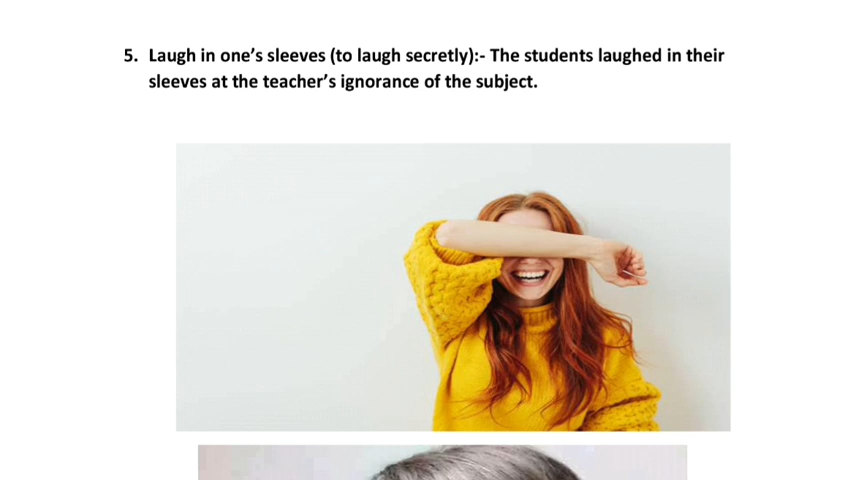 5. Laugh in one’s sleeves (to laugh secretly):- The students laughed in their
sleeves at the teacher’s ignorance of the subject.